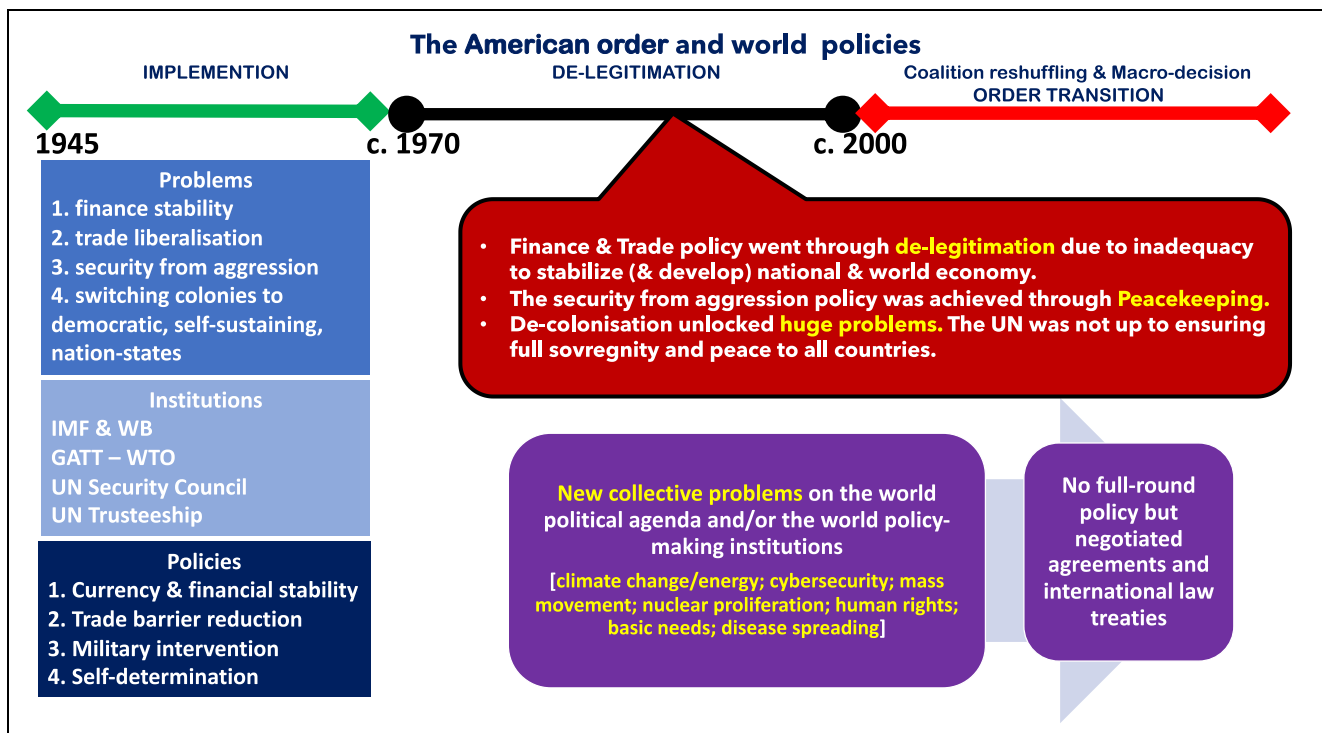 The American order and world policies
IMPLEMENTION
DE-LEGITIMATION
Coalition reshuffling & Macro-decision
ORDER TRANSITION
1945
c. 1970
c. 2000
Problems
1. finance stability
2. trade liberalisation
3. security from aggression
4. switching colonies to
democratic, self-sustaining,
nation-states
Institutions
IMF & WB
GATT – WTO
UN Security Council
UN Trusteeship
Policies
1. Currency & financial stability
2. Trade barrier reduction
3. Military intervention
4. Self-determination
• Finance & Trade policy went through de-legitimation due to inadequacy
to stabilize (& develop) national & world economy.
• The security from aggression policy was achieved through Peacekeeping.
• De-colonisation unlocked huge problems. The UN was not up to ensuring
full sovregnity and peace to all countries.
New collective problems on the world
political agenda and/or the world policy-
making institutions
[climate change/energy; cybersecurity; mass
movement; nuclear proliferation; human rights;
basic needs; disease spreading]
No full-round
policy but
negotiated
agreements and
international law
treaties